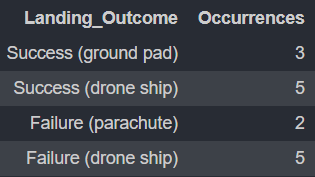 Landing_Outcome Occurrences
Success (ground pad) 3
Success (drone ship) 5
Failure (parachute) 2
Failure (drone ship) 5